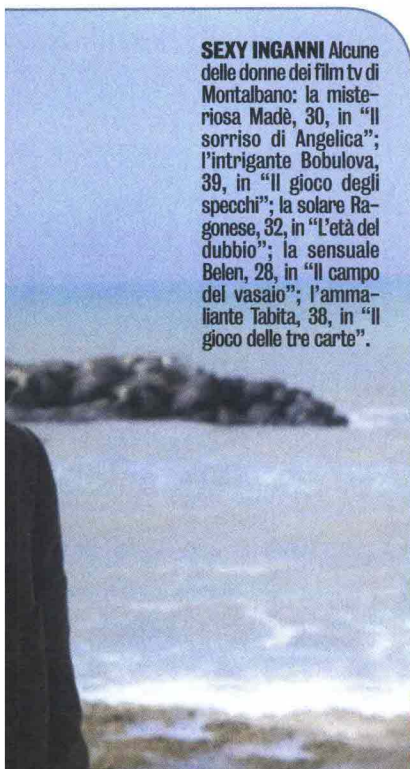 SEXY INGANNI Alcune
delle donne dei film tv di
Montalbano: la miste-
riosa Madè, 30, in “Il
sorriso di Angelica”;
l’intrigante Bobulova,
39, in “Il gioco degli
specchi”; la solare Ra-
gonese, 32, in “L’età del
dubbio”; la sensuale
Belen, 28, in “Il campo
del vasaio”; l’amma-
liante Tabita, 38, in “Il
gioco delle tre carte”.